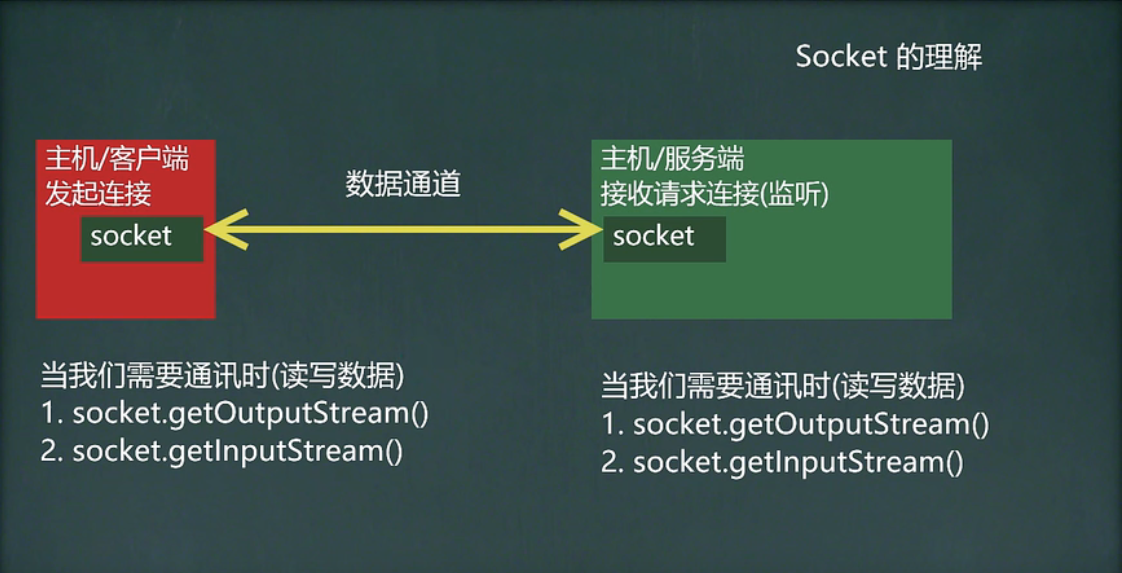 Socket 的理解
主机/客户端
发起连接
socket
数据通道
主机/服务端
接收请求连接(监听)
socket
当我们需要通讯时(读写数据)
1. socket.getOutputStream()
2. socket.getInputStream()
当我们需要通讯时(读写数据)
1. socket.getOutputStream()
2. socket.getInputStream()